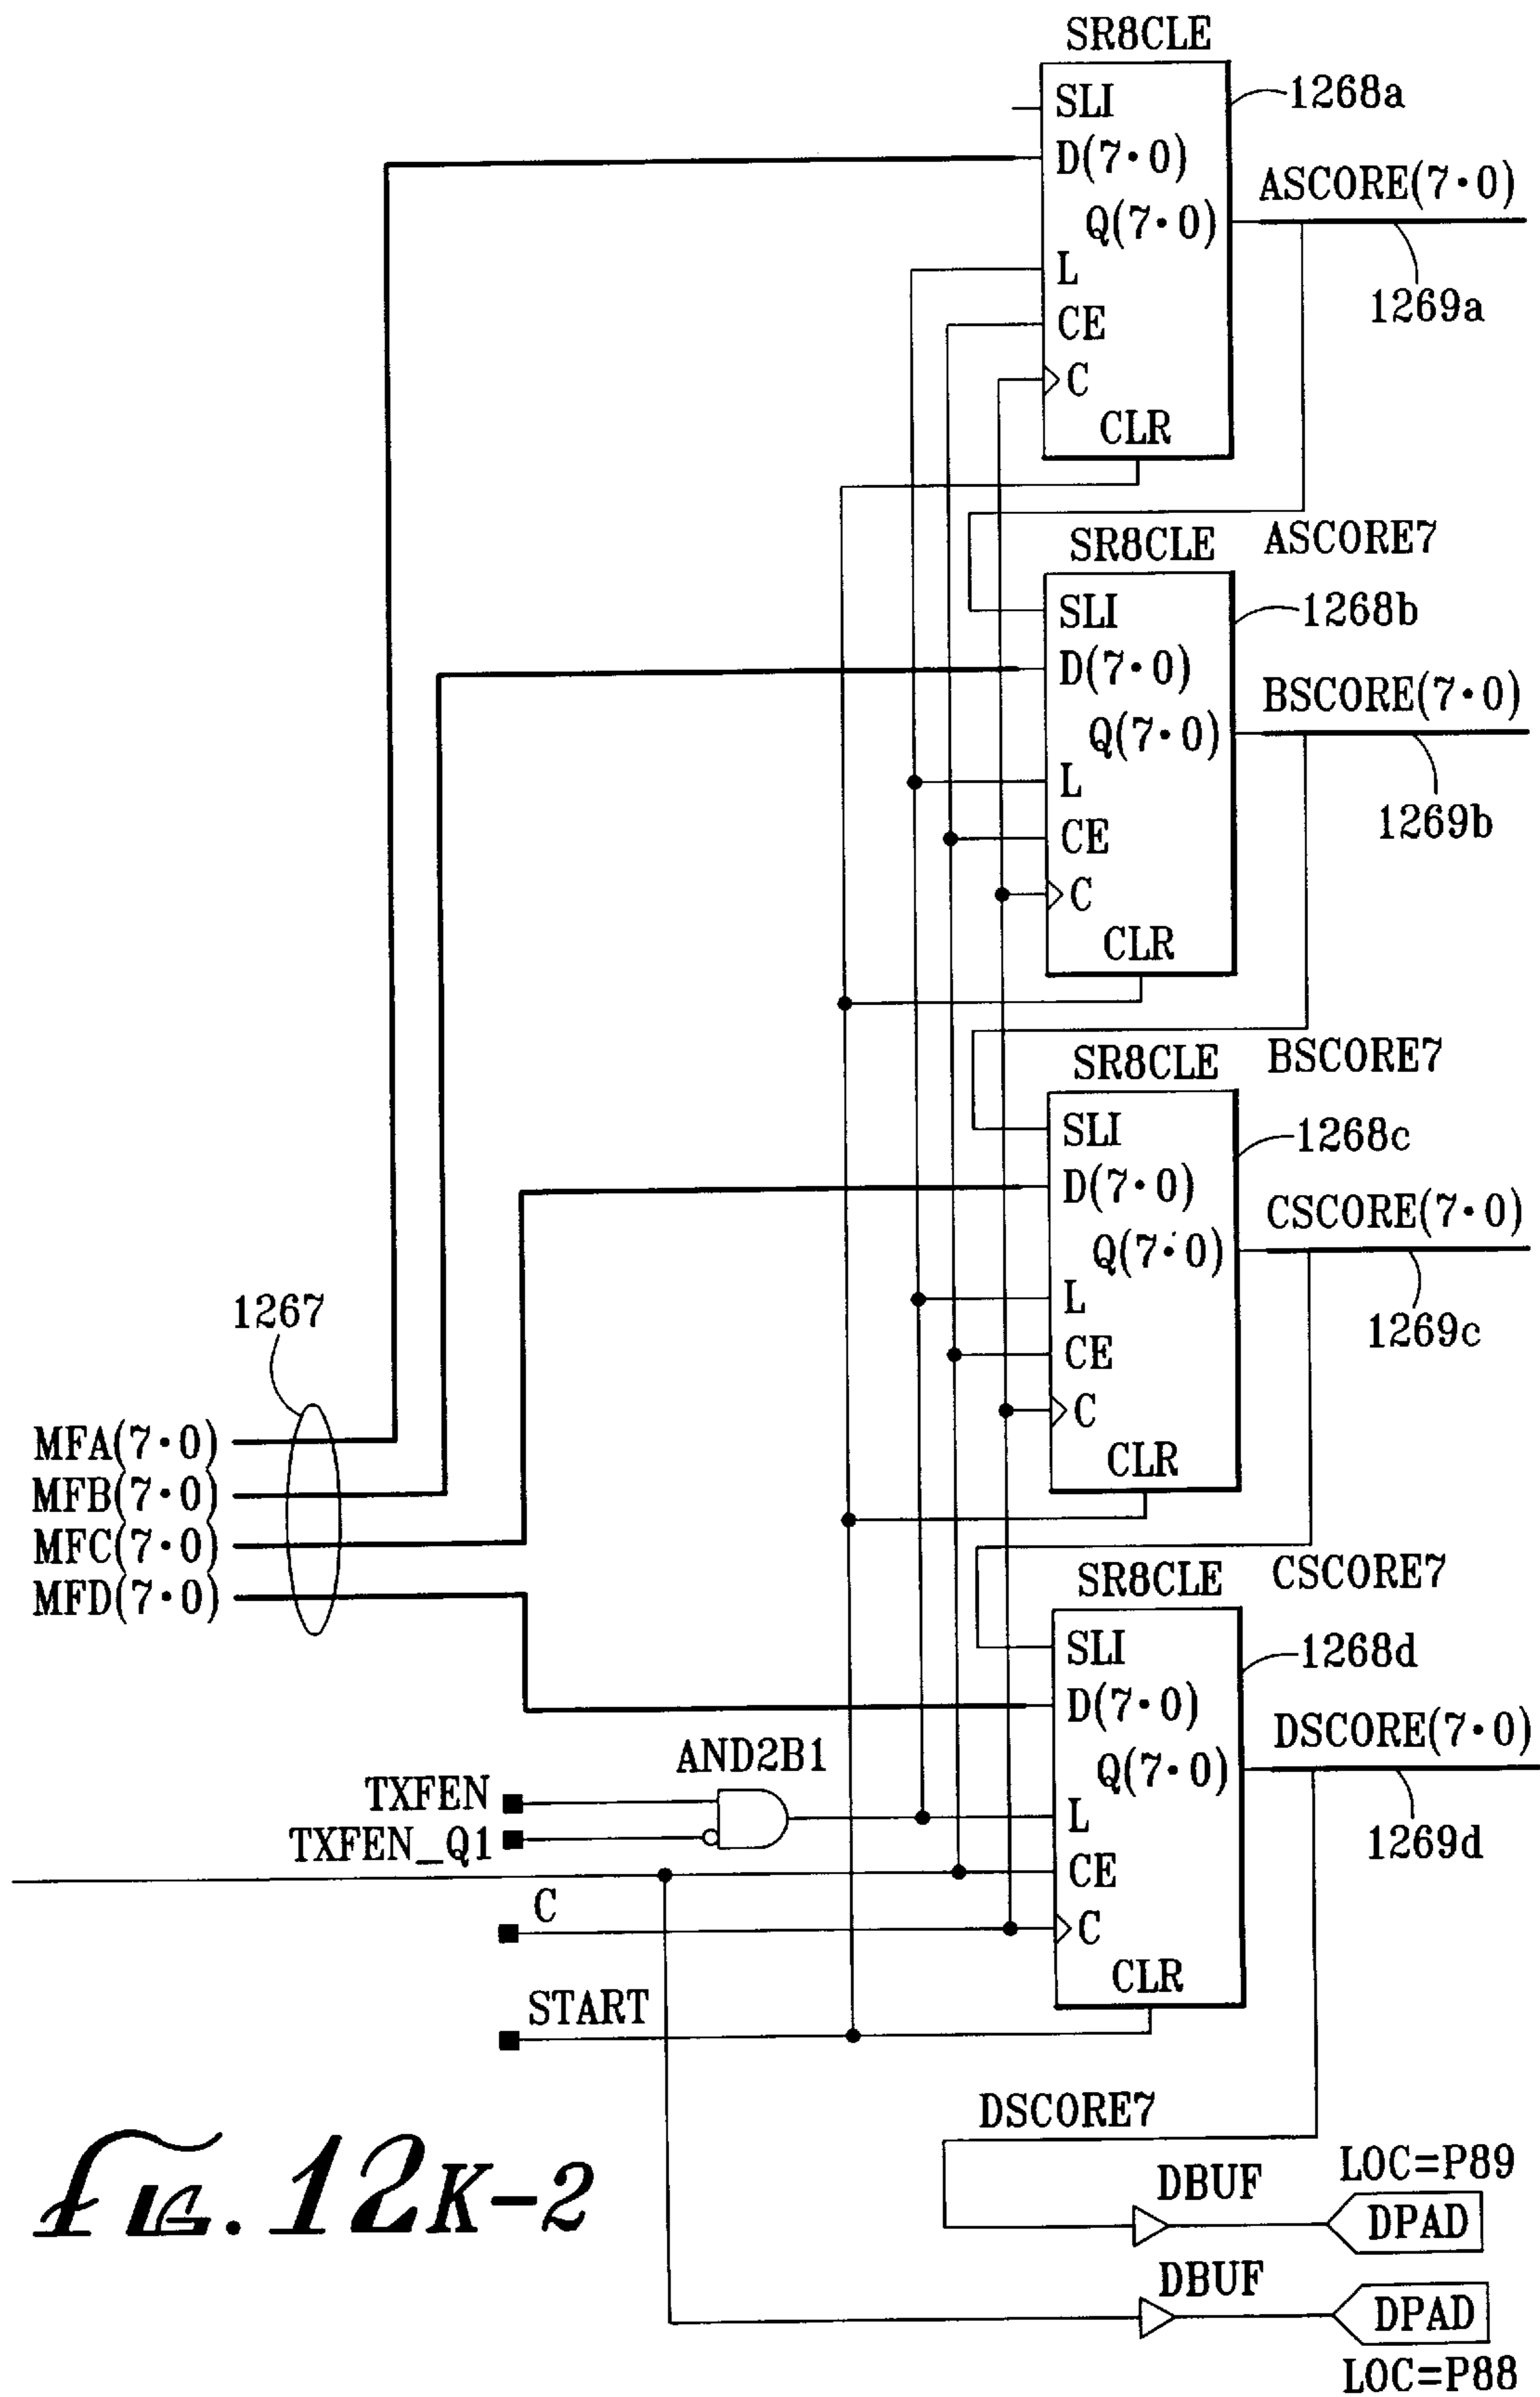 SR8CLE
1268a
SLI
D(7·0)
ASCORE(7·0)
Q(7·0)
L
1269a
CE
C
CLR
SR8CLE
ASCORE7
SLI
1268b
D(7·0)
BSCORE(7·0)
Q(7·0)
L
1269b
CE
C
CLR
SR8CLE
BSCORE7
SLI
1268c
D(7·0)
CSCORE(7·0)
Q(7·0)
L
1269c
CE
C
CLR
1267
MFA(7·0)
MFB(7·0)
MFC(7·0)
MFD(7·0)
SR8CLE
CSCORE7
SLI
1268d
D(7·0)
DSCORE(7·0)
Q(7·0)
AND2B1
TXFEN
TXFEN_Q1
L
1269d
CE
C
C
CLR
START
DSCORE7
LOC=P89
DBUF
DPAD
DBUF
DPAD
LOC=P88
FIG. 12K-2